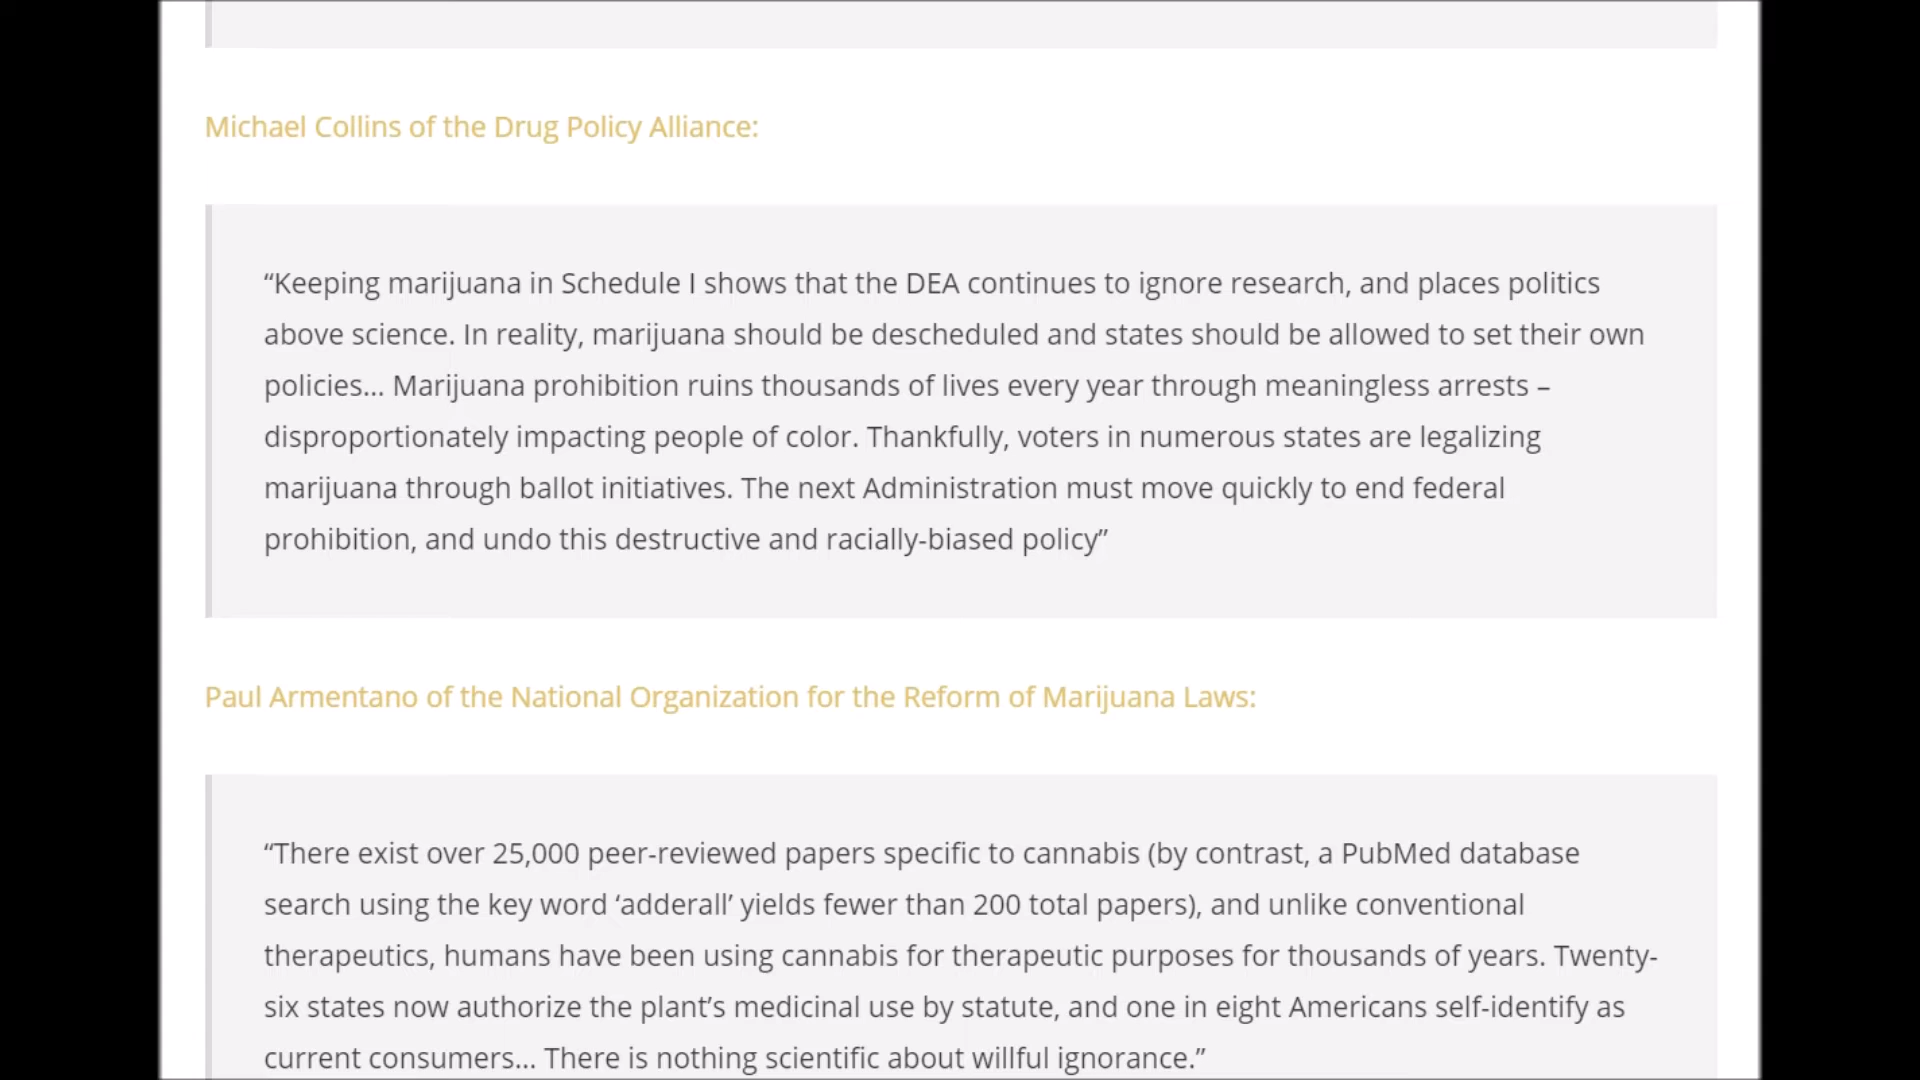 Michael Collins of the Drug Policy Alliance:
“Keeping marijuana in Schedule I shows that the DEA continues to ignore research, and places politics
above science. In reality, marijuana should be descheduled and states should be allowed to set their own
policies… Marijuana prohibition ruins thousands of lives every year through meaningless arrests –
disproportionately impacting people of color. Thankfully, voters in numerous states are legalizing
marijuana through ballot initiatives. The next Administration must move quickly to end federal
prohibition, and undo this destructive and racially-biased policy”
Paul Armentano of the National Organization for the Reform of Marijuana Laws:
“There exist over 25,000 peer-reviewed papers specific to cannabis (by contrast, a PubMed database
search using the key word ‘adderall’ yields fewer than 200 total papers), and unlike conventional
therapeutics, humans have been using cannabis for therapeutic purposes for thousands of years. Twenty-
six states now authorize the plant’s medicinal use by statute, and one in eight Americans self-identify as
current consumers… There is nothing scientific about willful ignorance.”